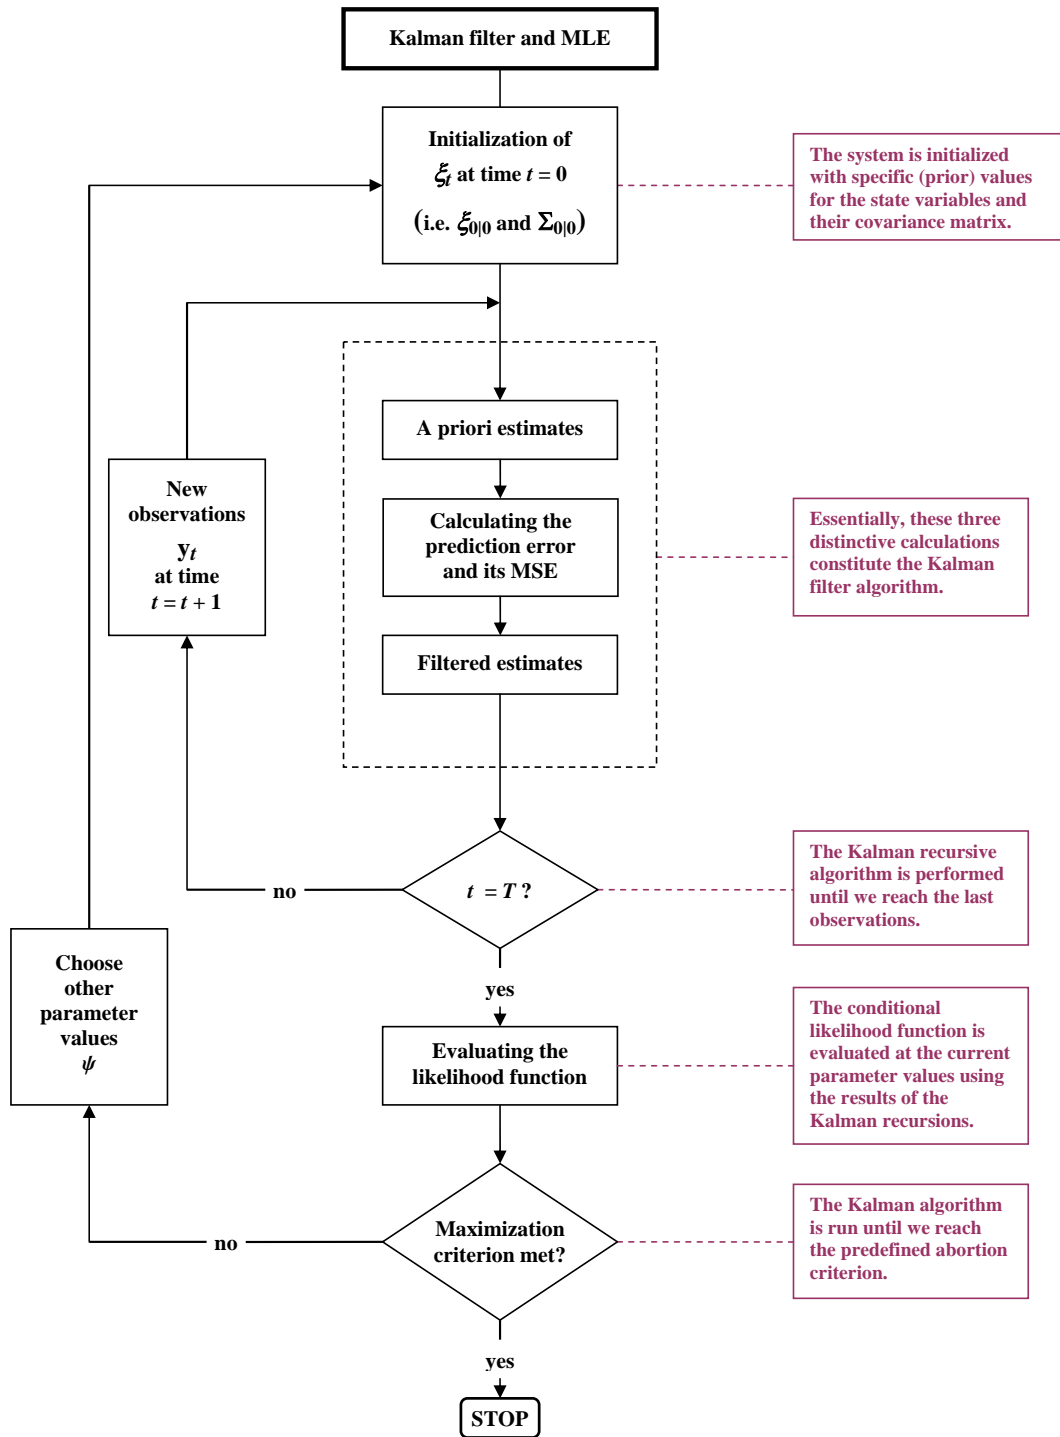 Kalman filter and MLE
Initialization of
ξt at time t = 0
(i.e. ξ0|0 and Σ0|0)
The system is initialized
with specific (prior) values
for the state variables and
their covariance matrix.
A priori estimates
New
observations
yt
at time
t = t + 1
Calculating the
prediction error
and its MSE
Essentially, these three
distinctive calculations
constitute the Kalman
filter algorithm.
Filtered estimates
t = T ?
no
The Kalman recursive
algorithm is performed
until we reach the last
observations.
yes
Choose
other
parameter
values
ψ
Evaluating the
likelihood function
The conditional
likelihood function is
evaluated at the current
parameter values using
the results of the
Kalman recursions.
Maximization
criterion met?
no
The Kalman algorithm
is run until we reach
the predefined abortion
criterion.
yes
STOP